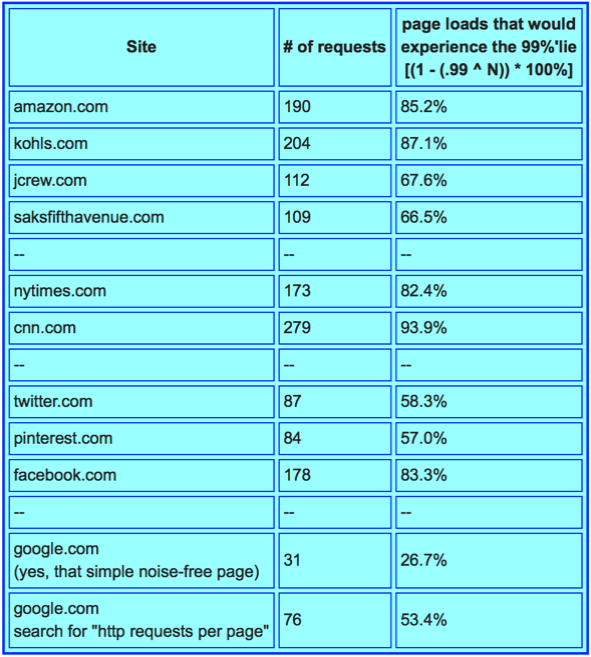 Site # of requests page loads that would
experience the 99%'lie
[(1 - (.99 ^ N)) * 100%]
amazon.com 190 85.2%
kohls.com 204 87.1%
jcrew.com 112 67.6%
saksfifthavenue.com 109 66.5%
-- -- --
nytimes.com 173 82.4%
cnn.com 279 93.9%
-- -- --
twitter.com 87 58.3%
pinterest.com 84 57.0%
facebook.com 178 83.3%
-- -- --
google.com
(yes, that simple noise-free page) 31 26.7%
google.com
search for "http requests per page" 76 53.4%